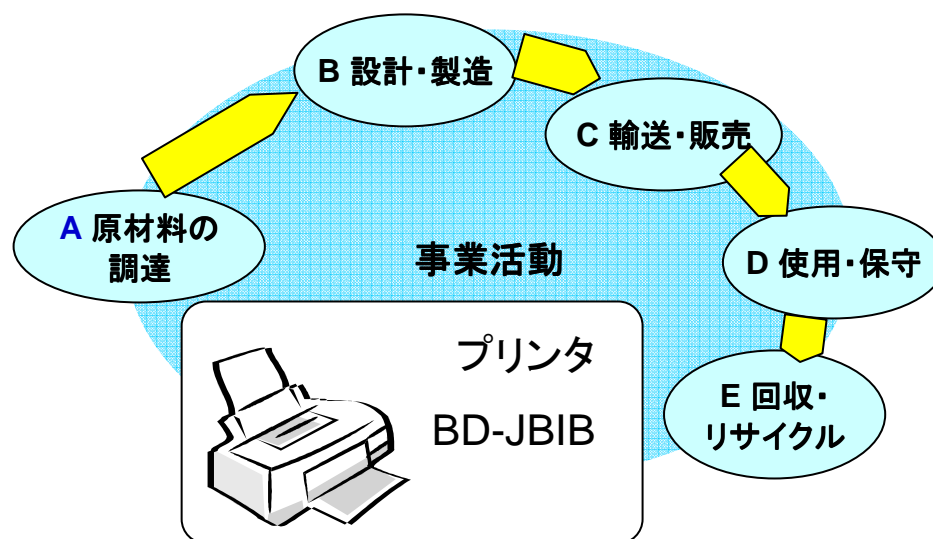 B 設計・製造
C 輸送・販売
A 原材料の
調達
事業活動
D 使用・保守
プリンタ
BD-JBIB
E 回収・
リサイクル